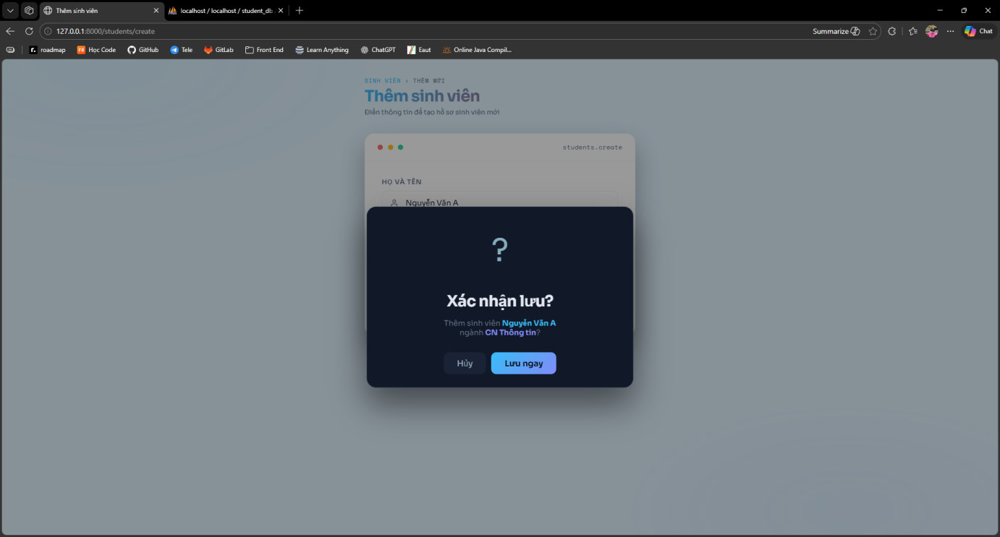 Thêm sinh viên
localhost / localhost / student_db
127.0.0.1:8000/students/create
Summarize
Chat
roadmap
F8 Học Code
GitHub
Tele
GitLab
Front End
Learn Anything
ChatGPT
Eaut
Online Java Compil...
SINH VIÊN › THÊM MỚI
Thêm sinh viên
Điền thông tin để tạo hồ sơ sinh viên mới
students.create
HỌ VÀ TÊN
Nguyễn Văn A
?
Xác nhận lưu?
Thêm sinh viên Nguyễn Văn A
ngành CN Thông tin?
Hủy
Lưu ngay